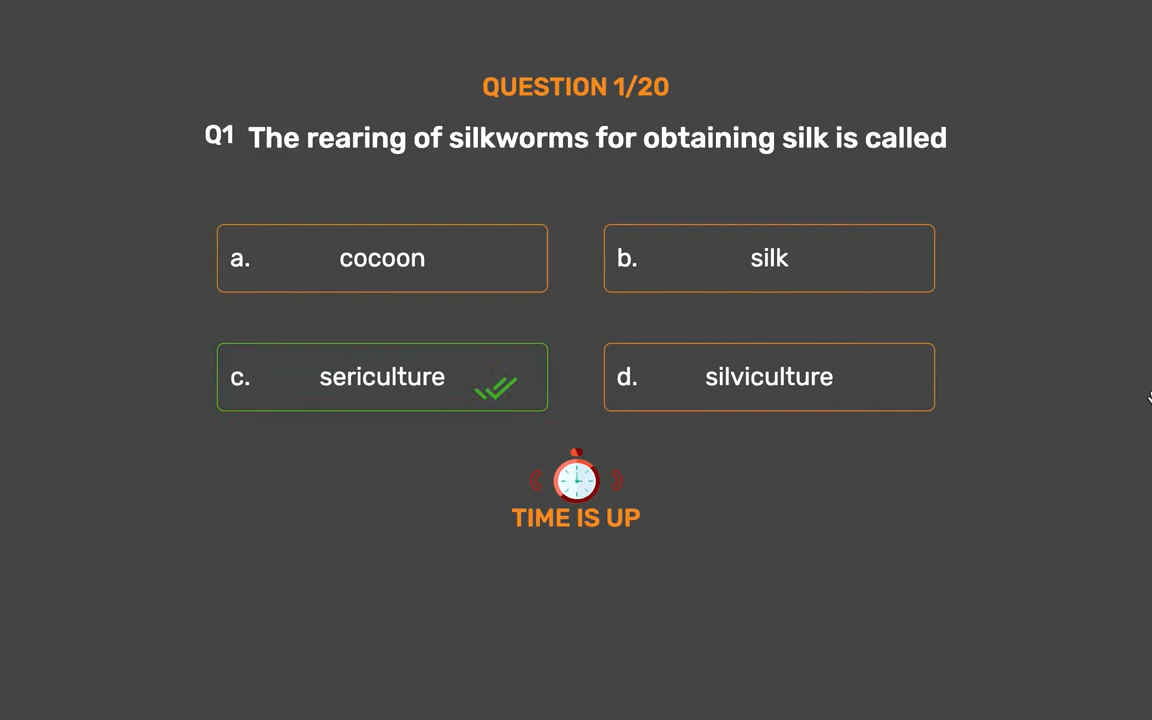 QUESTION 1/20
Q1 The rearing of silkworms for obtaining silk is called
a. cocoon
b. silk
c. sericulture
d. silviculture
TIME IS UP